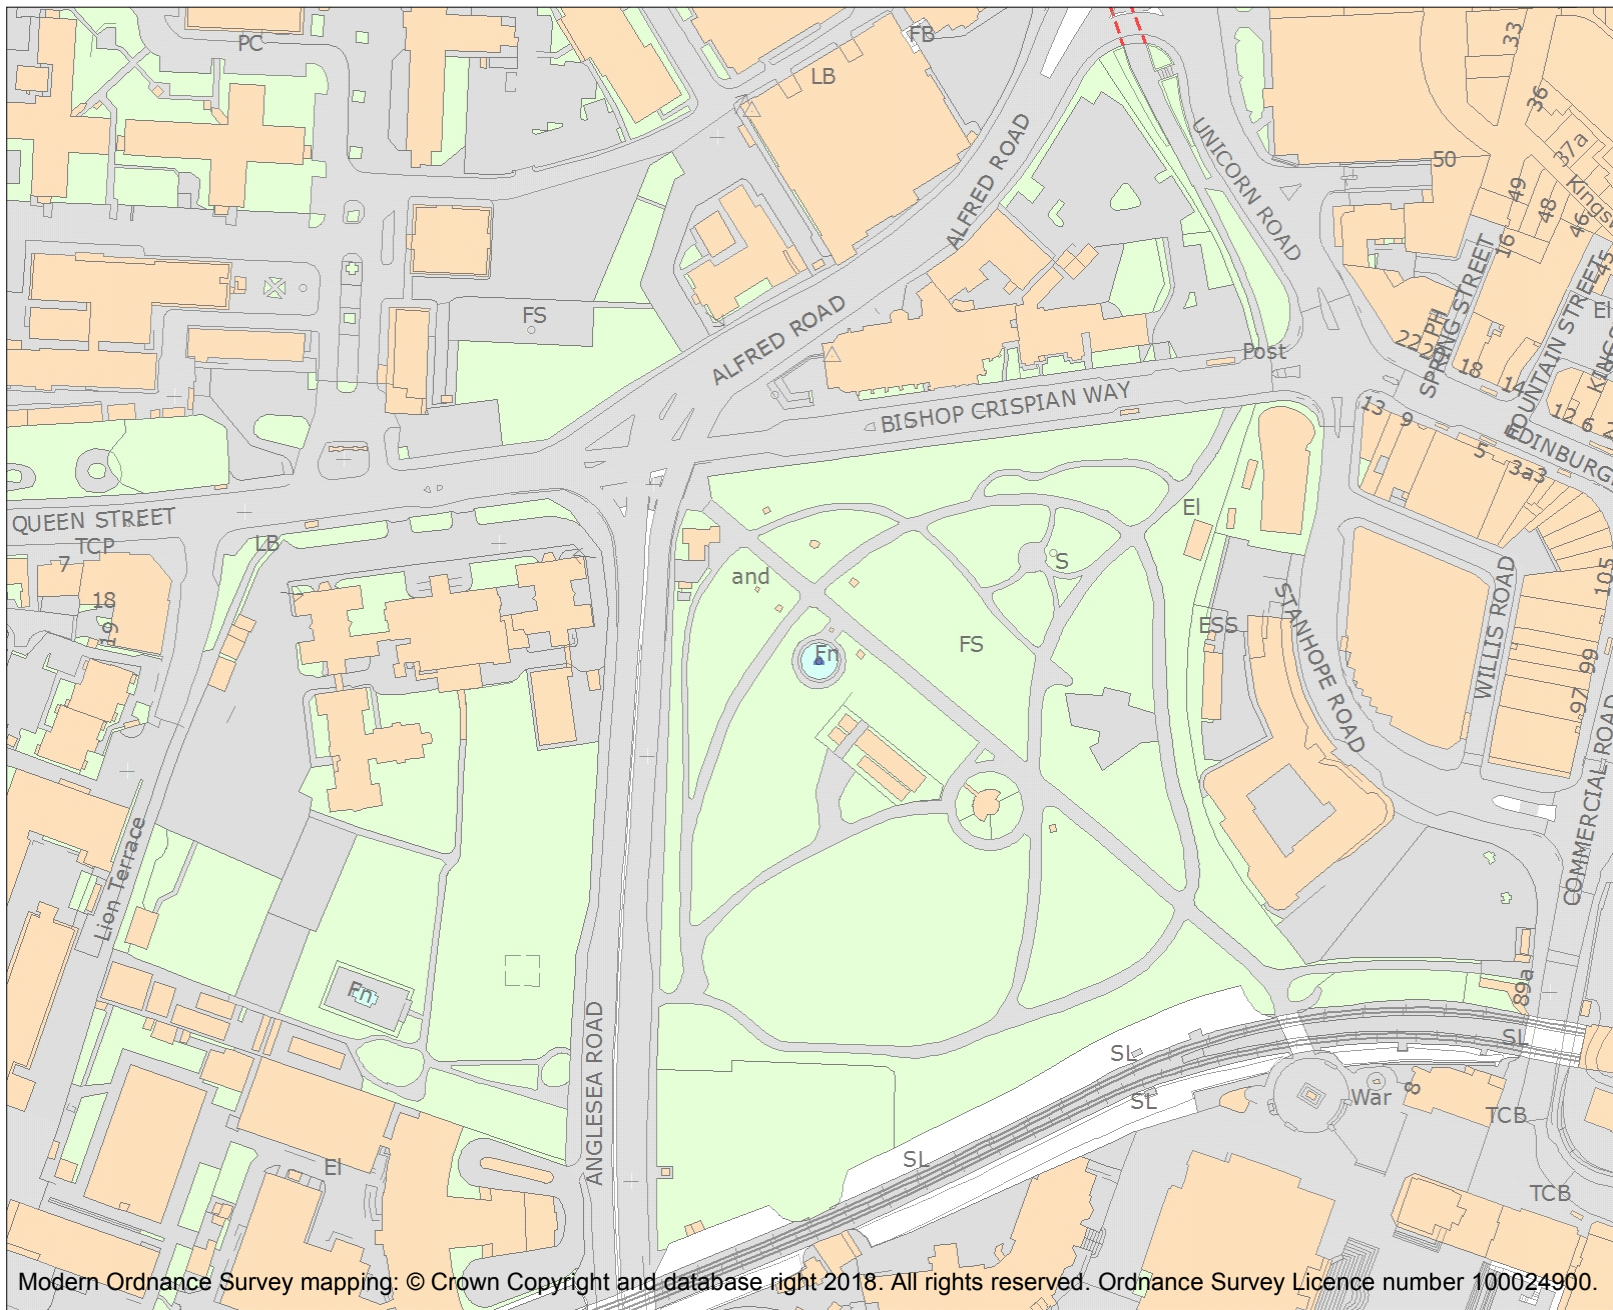 PC
FB
LB
33
36
37a
50
Kings
49
48
46
45
16
ALFRED ROAD
UNICORN ROAD
SPRING STREET
FOUNTAIN STREET
FS
ALFRED ROAD
PH
El
22
Post
18
14
12
6
BISHOP CRISPIAN WAY
13
9
5
3a3
EDINBURG
QUEEN STREET
TCP
LB
7
18
19
El
and
S
FS
Fn
ESS
STANHOPE ROAD
WILLIS ROAD
105
99
97
COMMERCIAL ROAD
Lion Terrace
Fn
89a
ANGLESEA ROAD
SL
SL
SL
SL
War
8
TCB
TCB
El
Modern Ordnance Survey mapping: © Crown Copyright and database right 2018. All rights reserved. Ordnance Survey Licence number 100024900.